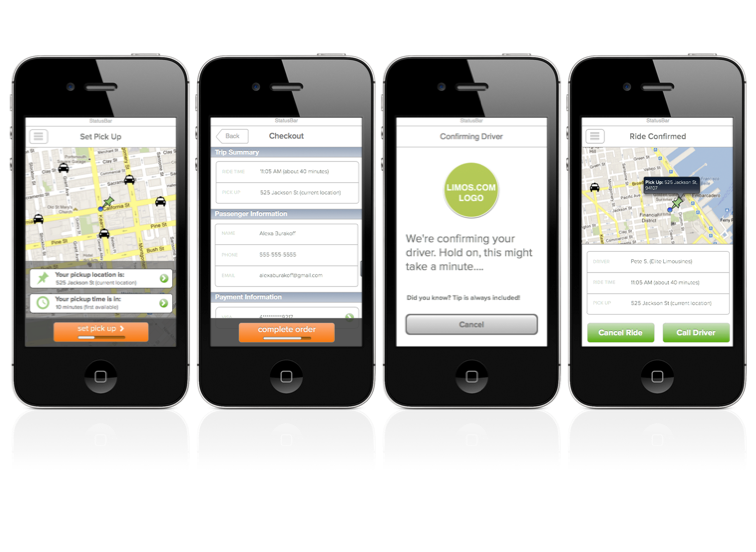 StatusBar
Set Pick Up
California St
Pine St
Bush St
Your pickup location is:
525 Jackson St (current location)
Your pickup time is in:
10 minutes (first available)
set pick up
StatusBar
Back
Checkout
Trip Summary
RIDE TIME 11:05 AM (about 40 minutes)
PICK UP 525 Jackson St (current location)
Passenger Information
NAME Alexa Burakoff
PHONE 555 555 5555
EMAIL alexaburakoff@gmail.com
Payment Information
complete order
StatusBar
Confirming Driver
LIMOS.COM
LOGO
We're confirming your
driver. Hold on, this might
take a minute....
Did you know? Tip is always included!
Cancel
StatusBar
Ride Confirmed
Pick Up: 525 Jackson St,
94107
Financial
District
DRIVER Pete S. (Elite Limousines)
RIDE TIME 11:05 AM (about 40 minutes)
PICK UP 525 Jackson St (current location)
Cancel Ride
Call Driver